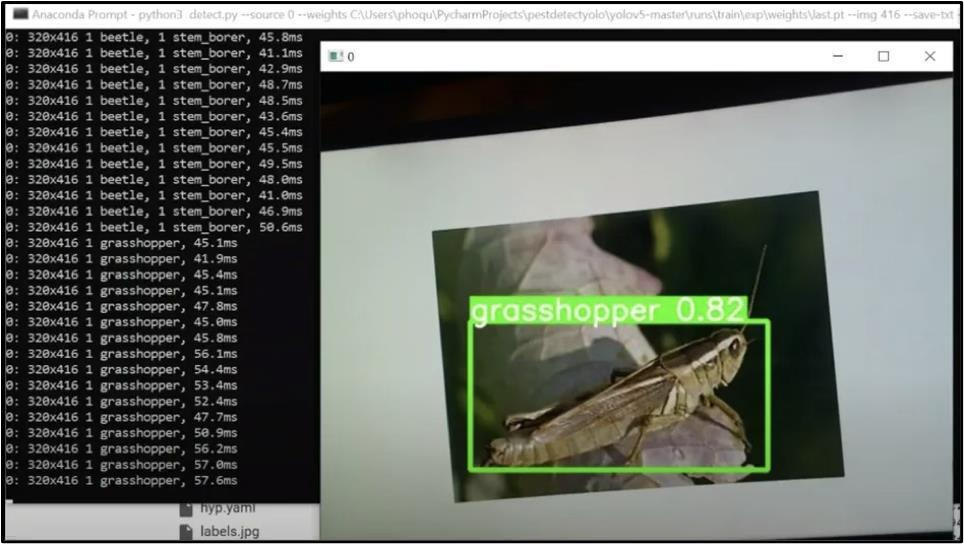 Anaconda Prompt - python3 detect.py --source 0 --weights C:\Users\phoqu\PycharmProjects\pestdetectyolo\yolov5-master\runs\train\exp\weights\last.pt --img 416 --save-txt
0: 320x416 1 beetle, 1 stem_borer, 45.8ms
0: 320x416 1 beetle, 1 stem_borer, 41.1ms
0: 320x416 1 beetle, 1 stem_borer, 42.9ms
0: 320x416 1 beetle, 1 stem_borer, 48.7ms
0: 320x416 1 beetle, 1 stem_borer, 48.5ms
0: 320x416 1 beetle, 1 stem_borer, 43.6ms
0: 320x416 1 beetle, 1 stem_borer, 45.4ms
0: 320x416 1 beetle, 1 stem_borer, 45.5ms
0: 320x416 1 beetle, 1 stem_borer, 49.5ms
0: 320x416 1 beetle, 1 stem_borer, 48.0ms
0: 320x416 1 beetle, 1 stem_borer, 41.0ms
0: 320x416 1 beetle, 1 stem_borer, 46.9ms
0: 320x416 1 beetle, 1 stem_borer, 50.6ms
0: 320x416 1 grasshopper, 45.1ms
0: 320x416 1 grasshopper, 41.9ms
0: 320x416 1 grasshopper, 45.4ms
0: 320x416 1 grasshopper, 45.1ms
0: 320x416 1 grasshopper, 47.8ms
0: 320x416 1 grasshopper, 45.0ms
0: 320x416 1 grasshopper, 45.8ms
0: 320x416 1 grasshopper, 56.1ms
0: 320x416 1 grasshopper, 54.4ms
0: 320x416 1 grasshopper, 53.4ms
0: 320x416 1 grasshopper, 52.4ms
0: 320x416 1 grasshopper, 47.7ms
0: 320x416 1 grasshopper, 50.9ms
0: 320x416 1 grasshopper, 56.2ms
0: 320x416 1 grasshopper, 57.0ms
0: 320x416 1 grasshopper, 57.6ms
hyp.yaml
labels.jpg
0
grasshopper 0.82